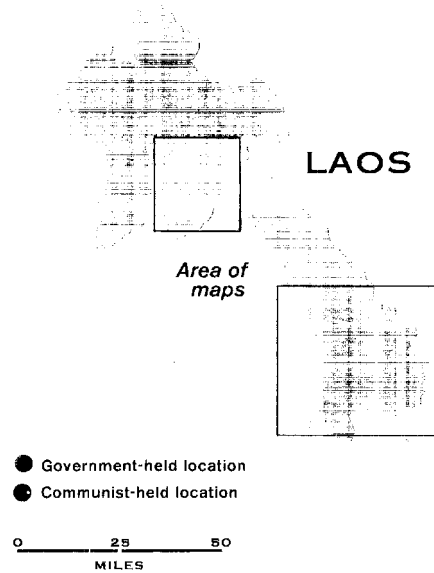 LAOS
Area of
maps
Government-held location
Communist-held location
0 25 50
MILES